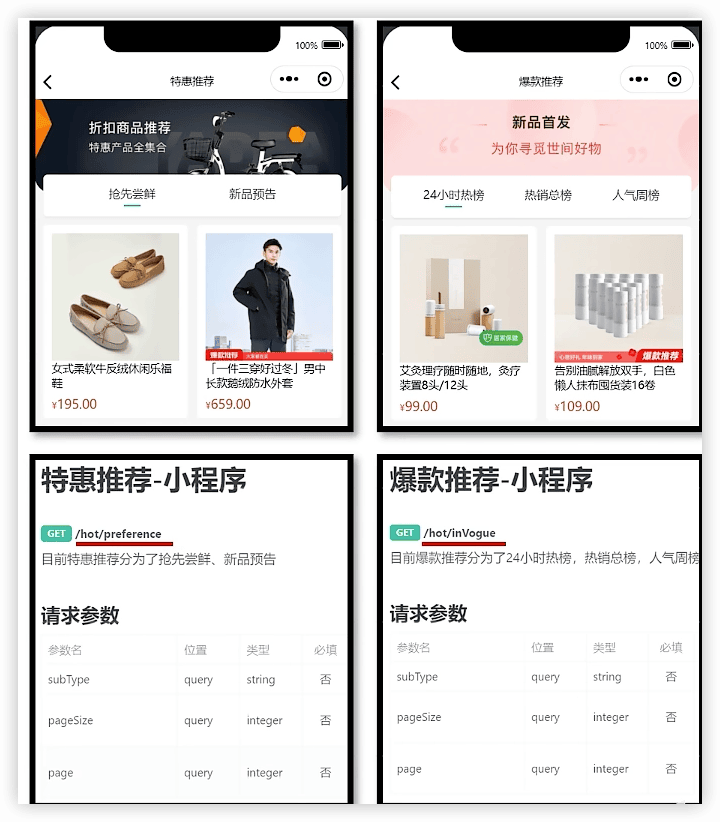 100%
特惠推荐
折扣商品推荐
特惠产品全集合
抢先尝鲜 新品预告
爆款推荐
女式柔软牛反绒休闲乐福
鞋
¥195.00
「一件三穿好过冬」男中
长款鹅绒防水外套
¥659.00
100%
爆款推荐
新品首发
为你寻觅世间好物
24小时热榜 热销总榜 人气周榜
居家保健
爆款推荐
艾灸理疗随时随地，灸疗
装置8头/12头
¥99.00
告别油腻解放双手，白色
懒人抹布囤货装16卷
¥109.00
特惠推荐-小程序
GET /hot/preference
目前特惠推荐分为了抢先尝鲜、新品预告
请求参数
参数名 位置 类型 必填
subType query string 否
pageSize query integer 否
page query integer 否
爆款推荐-小程序
GET /hot/inVogue
目前爆款推荐分为了24小时热榜，热销总榜，人气周榜
请求参数
参数名 位置 类型 必填
subType query string 否
pageSize query integer 否
page query integer 否